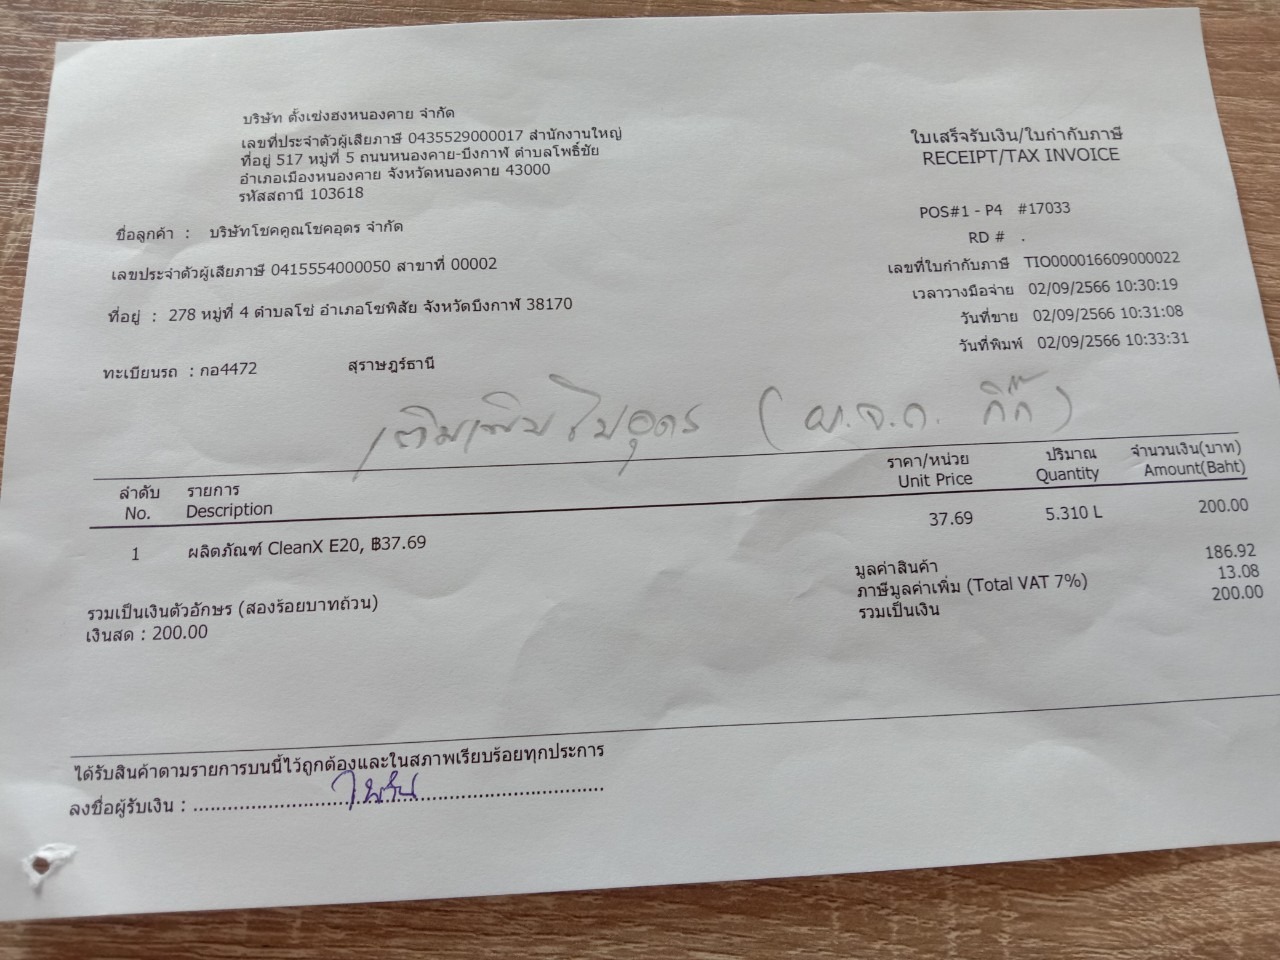 บริษัท ตั้งเซ่งฮงหนองคาย จำกัด
เลขที่ประจำตัวผู้เสียภาษี 0435529000017 สำนักงานใหญ่
ที่อยู่ 517 หมู่ที่ 5 ถนนหนองคาย-บึงกาฬ ตำบลโพธิ์ชัย
อำเภอเมืองหนองคาย จังหวัดหนองคาย 43000
รหัสสถานี 103618
ใบเสร็จรับเงิน/ใบกำกับภาษี
RECEIPT/TAX INVOICE
POS#1 - P4 #17033
RD # .
เลขที่ใบกำกับภาษี TIO000016609000022
เวลาวางมือจ่าย 02/09/2566 10:30:19
วันที่ขาย 02/09/2566 10:31:08
วันที่พิมพ์ 02/09/2566 10:33:31
ชื่อลูกค้า : บริษัทโชคคูณโชคอุดร จำกัด
เลขประจำตัวผู้เสียภาษี 0415554000050 สาขาที่ 00002
ที่อยู่ : 278 หมู่ที่ 4 ตำบลโซ่ อำเภอโซพิสัย จังหวัดบึงกาฬ 38170
ทะเบียนรถ : กอ4472 สุราษฎร์ธานี
เติมเพิ่มไปอุดร (ผ.จ.ก. กิ๊ก)
ลำดับ รายการ ราคา/หน่วย ปริมาณ จำนวนเงิน(บาท)
No. Description Unit Price Quantity Amount(Baht)
1 ผลิตภัณฑ์ CleanX E20, ฿37.69 37.69 5.310 L 200.00
มูลค่าสินค้า 186.92
ภาษีมูลค่าเพิ่ม (Total VAT 7%) 13.08
รวมเป็นเงิน 200.00
รวมเป็นเงินตัวอักษร (สองร้อยบาทถ้วน)
เงินสด : 200.00
ได้รับสินค้าตามรายการบนนี้ไว้ถูกต้องและในสภาพเรียบร้อยทุกประการ
ลงชื่อผู้รับเงิน :